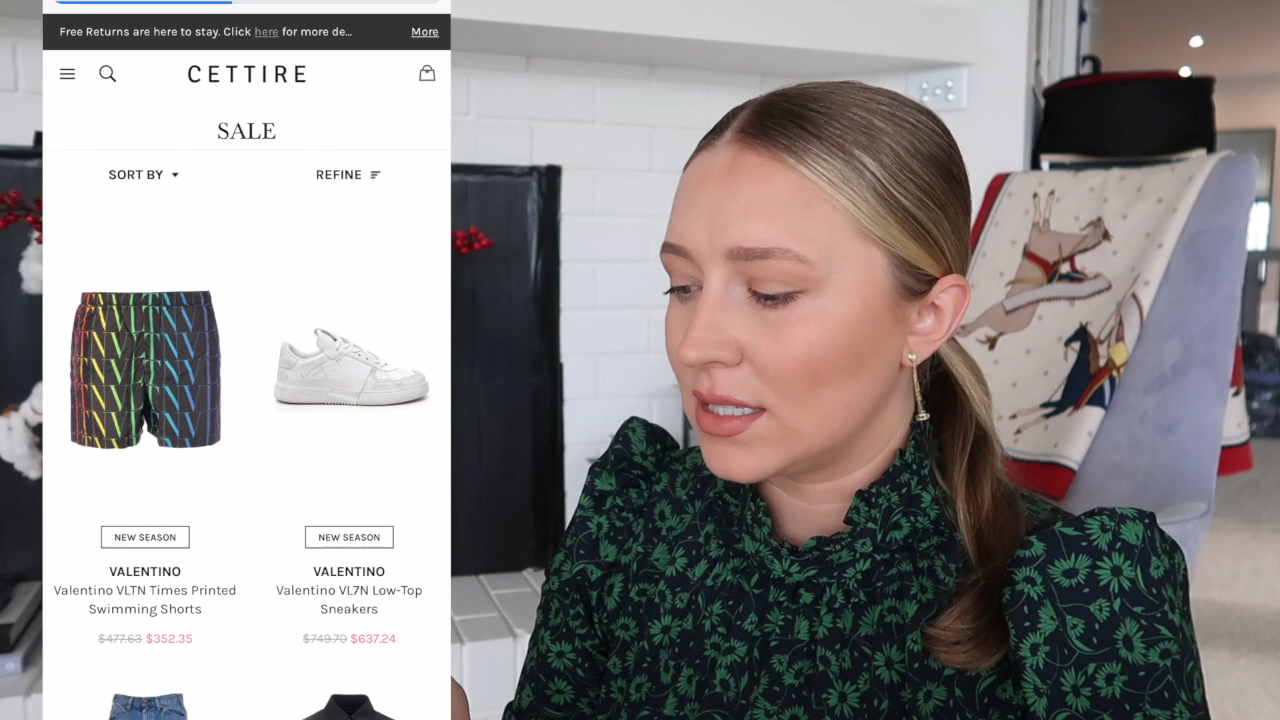 Free Returns are here to stay. Click here for more de... More
CETTIRE
SALE
SORT BY REFINE
NEW SEASON NEW SEASON
VALENTINO VALENTINO
Valentino VLTN Times Printed Valentino VL7N Low-Top
Swimming Shorts Sneakers
$477.63 $352.35 $749.70 $637.24